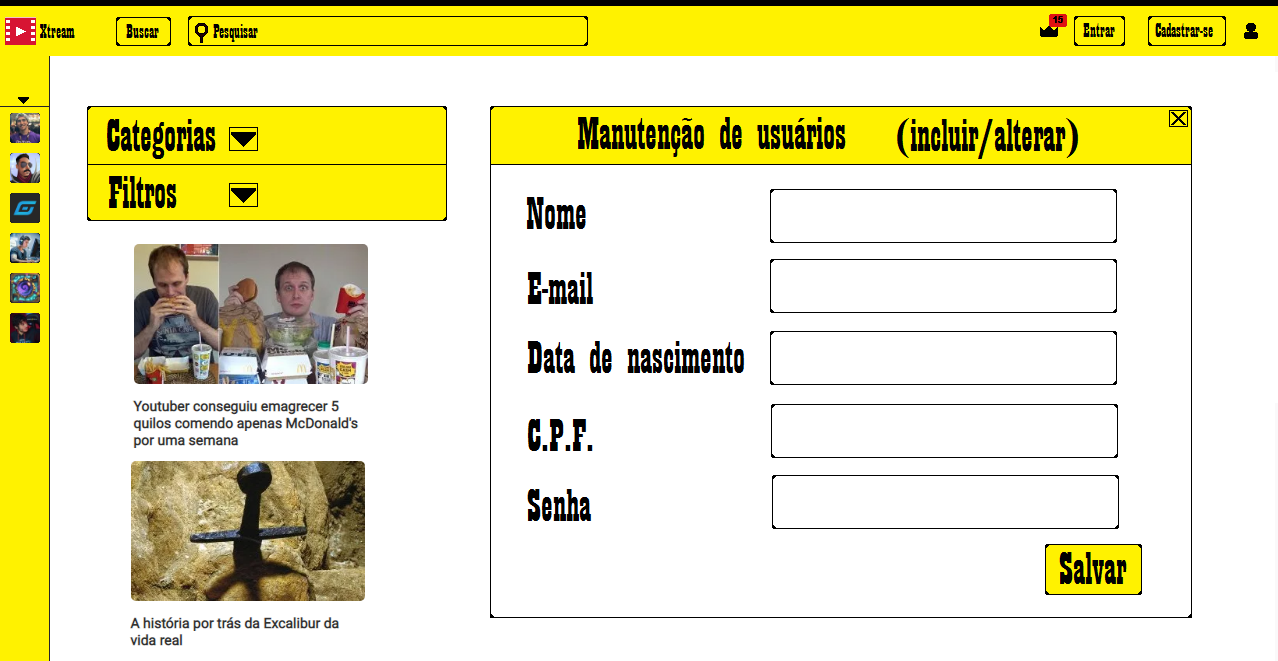 Xtream
Buscar
Pesquisar
15
Entrar
Cadastrar-se
Categorias
Filtros
Youtuber conseguiu emagrecer 5
quilos comendo apenas McDonald's
por uma semana
A história por trás da Excalibur da
vida real
Manutenção de usuários (incluir/alterar)
Nome
E-mail
Data de nascimento
C.P.F.
Senha
Salvar